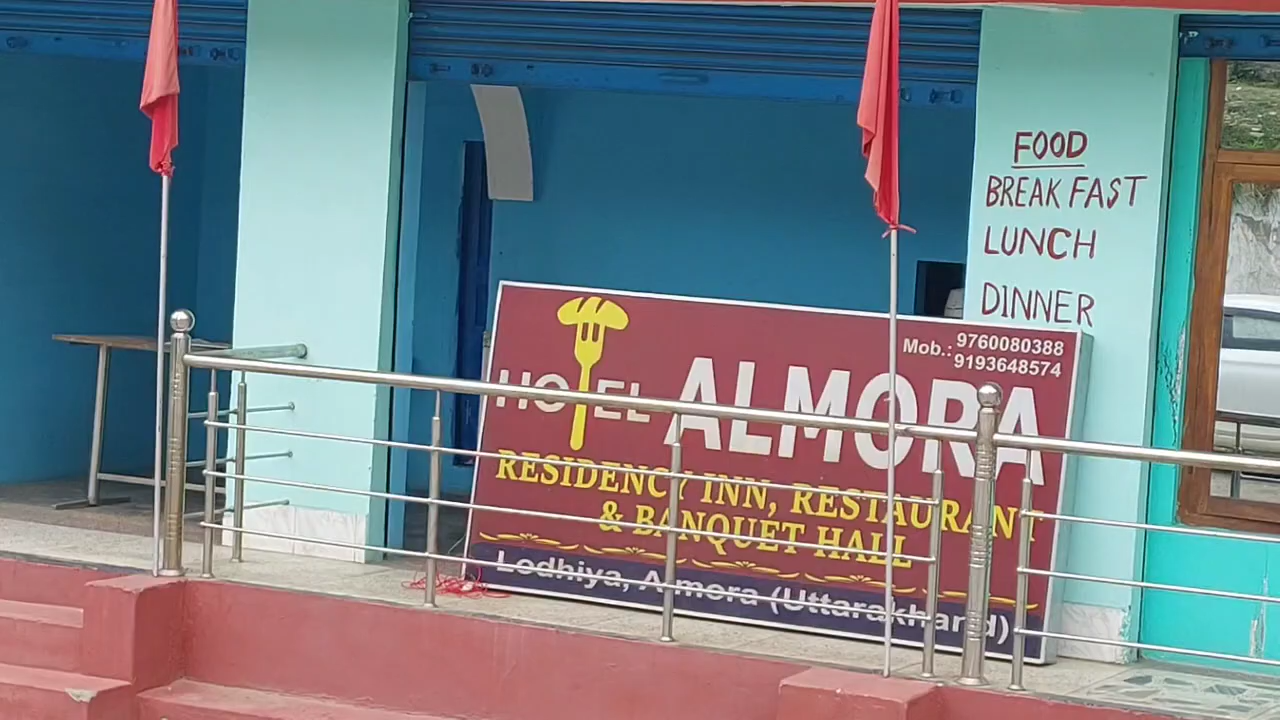 FOOD
BREAK FAST
LUNCH
DINNER
Mob.: 9760080388
9193648574
HOTEL ALMORA
RESIDENCY INN, RESTAURANT
& BANQUET HALL
Lodhiya, Almora (Uttarakhand)